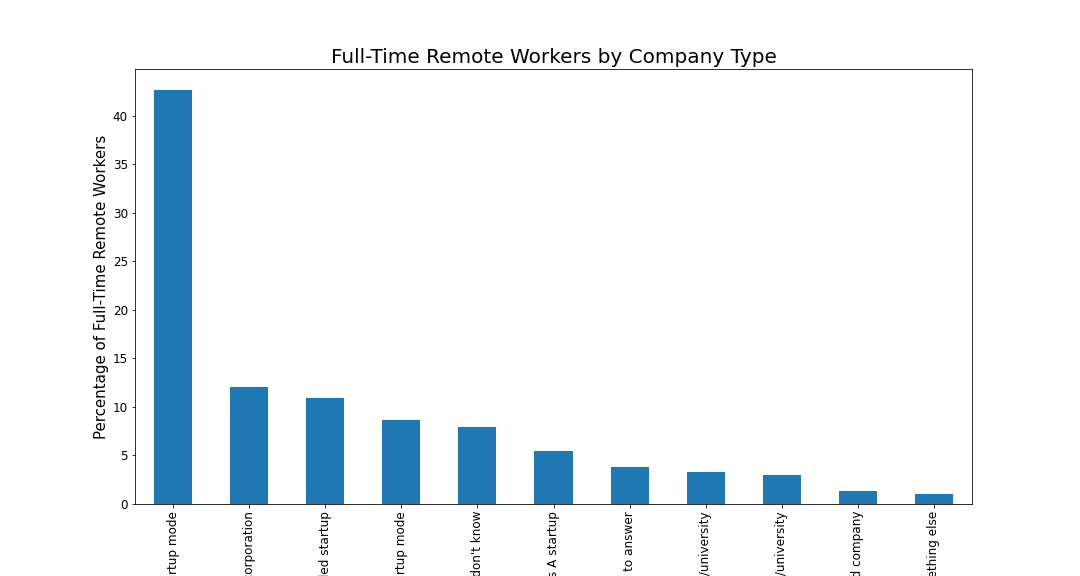 Full-Time Remote Workers by Company Type
Percentage of Full-Time Remote Workers
40
35
30
25
20
15
10
5
0
rtup mode
orporation
led startup
rtup mode
don't know
s A startup
to answer
/university
/university
d company
ething else